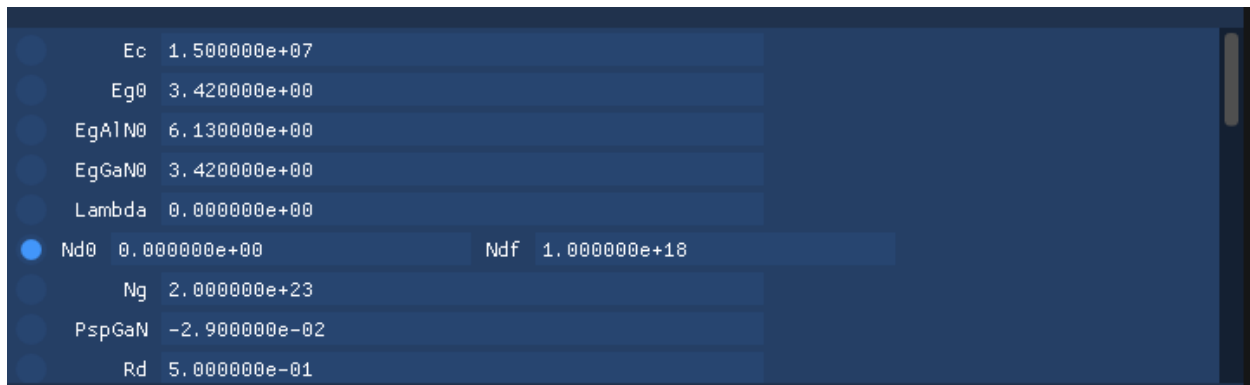 Ec 1.500000e+07
Eg0 3.420000e+00
EgAlN0 6.130000e+00
EgGaN0 3.420000e+00
Lambda 0.000000e+00
Nd0 0.000000e+00 Ndf 1.000000e+18
Ng 2.000000e+23
PspGaN -2.900000e-02
Rd 5.000000e-01